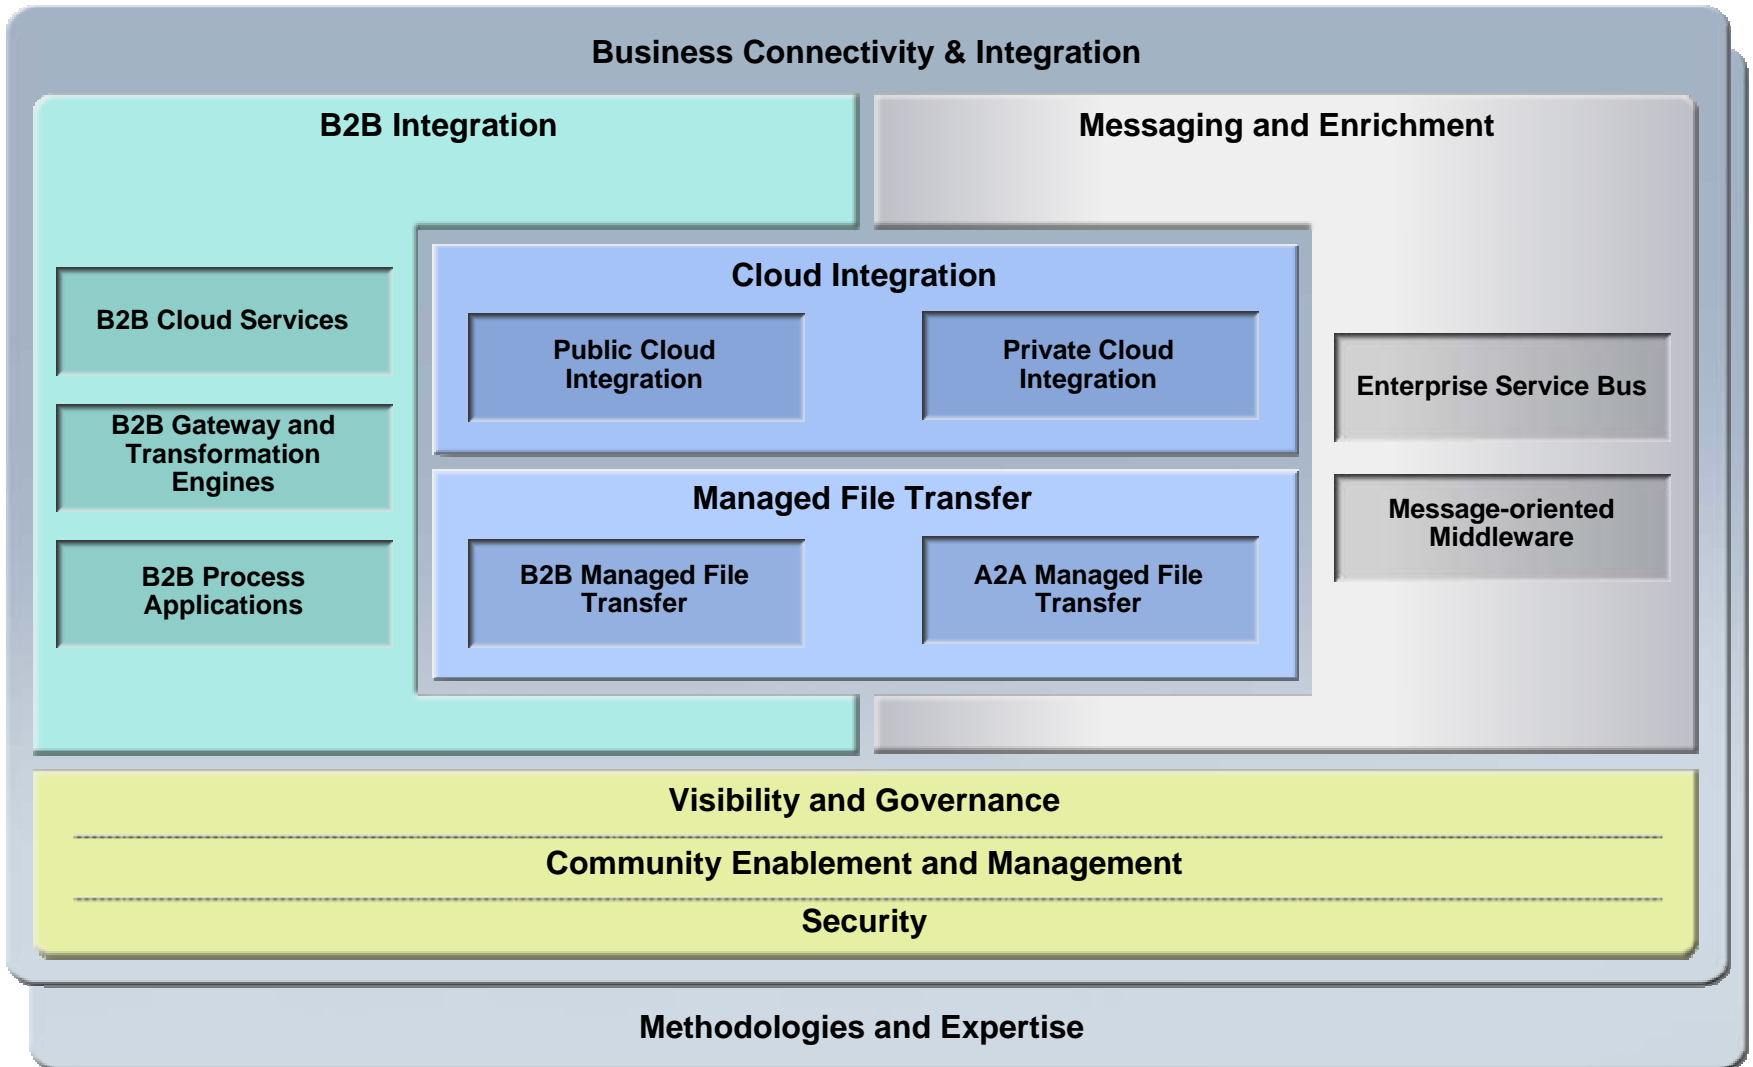 Business Connectivity & Integration
B2B Integration
Messaging and Enrichment
B2B Cloud Services
B2B Gateway and
Transformation
Engines
B2B Process
Applications
Cloud Integration
Public Cloud
Integration
Private Cloud
Integration
Managed File Transfer
B2B Managed File
Transfer
A2A Managed File
Transfer
Enterprise Service Bus
Message-oriented
Middleware
Visibility and Governance
Community Enablement and Management
Security
Methodologies and Expertise